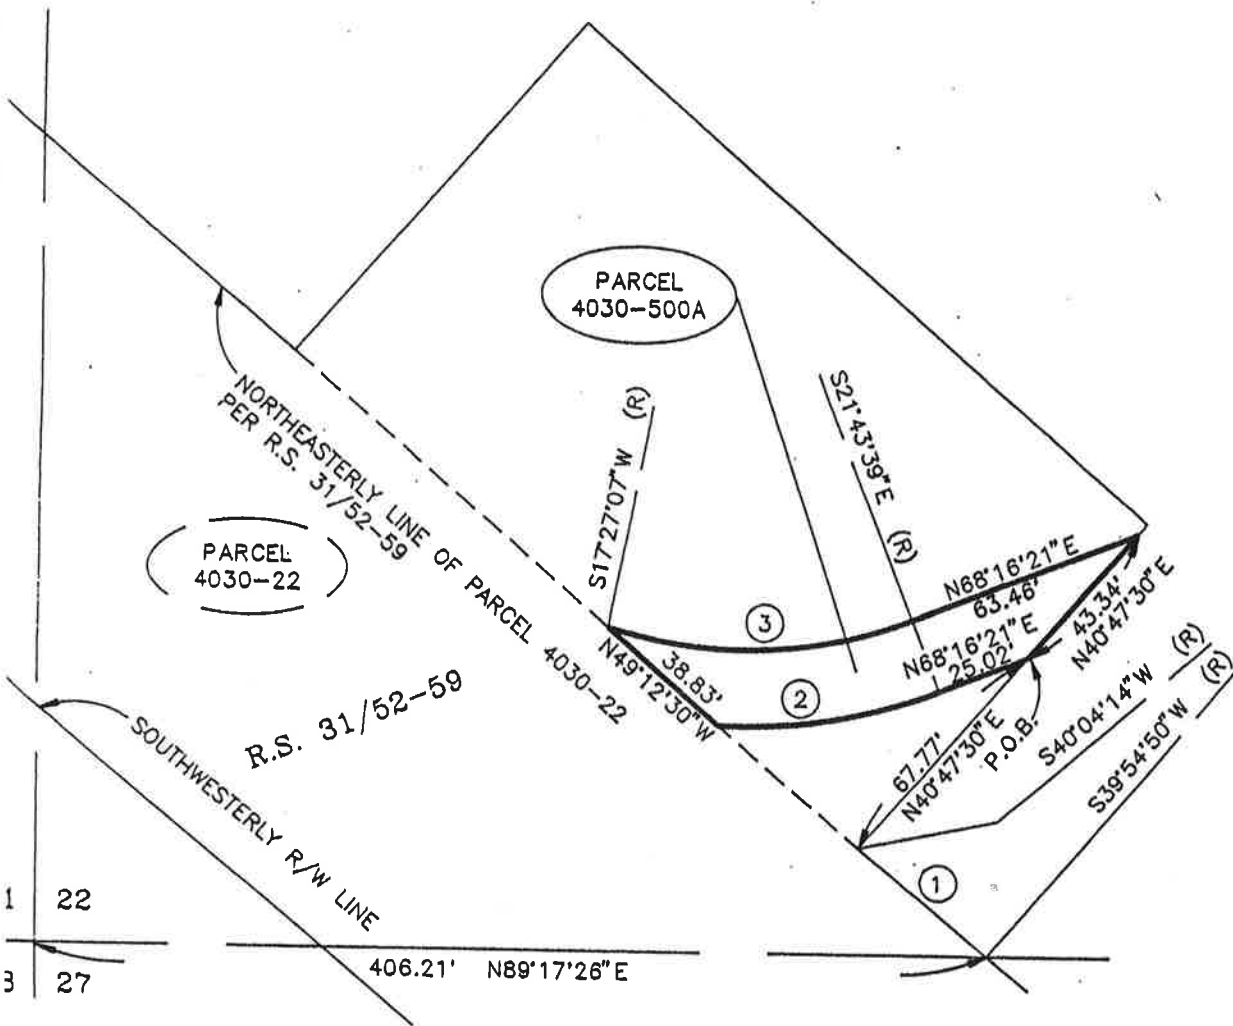 PARCEL
4030-500A
S17°27'07"W (R)
S21°43'39"E (R)
NORTHEASTERLY LINE OF PARCEL 4030-22
PER R.S. 31/52-59
PARCEL
4030-22
N68°16'21"E
63.46'
3
43.34'
N40°47'30"E
N68°16'21"E
25.02'
38.83'
N49°12'30"W
2
R.S. 31/52-59
67.77'
N40°47'30"E
P.O.B.
S40°04'14"W (R)
S39°54'50"W (R)
SOUTHWESTERLY R/W LINE
1
22
27
406.21' N89°17'26"E